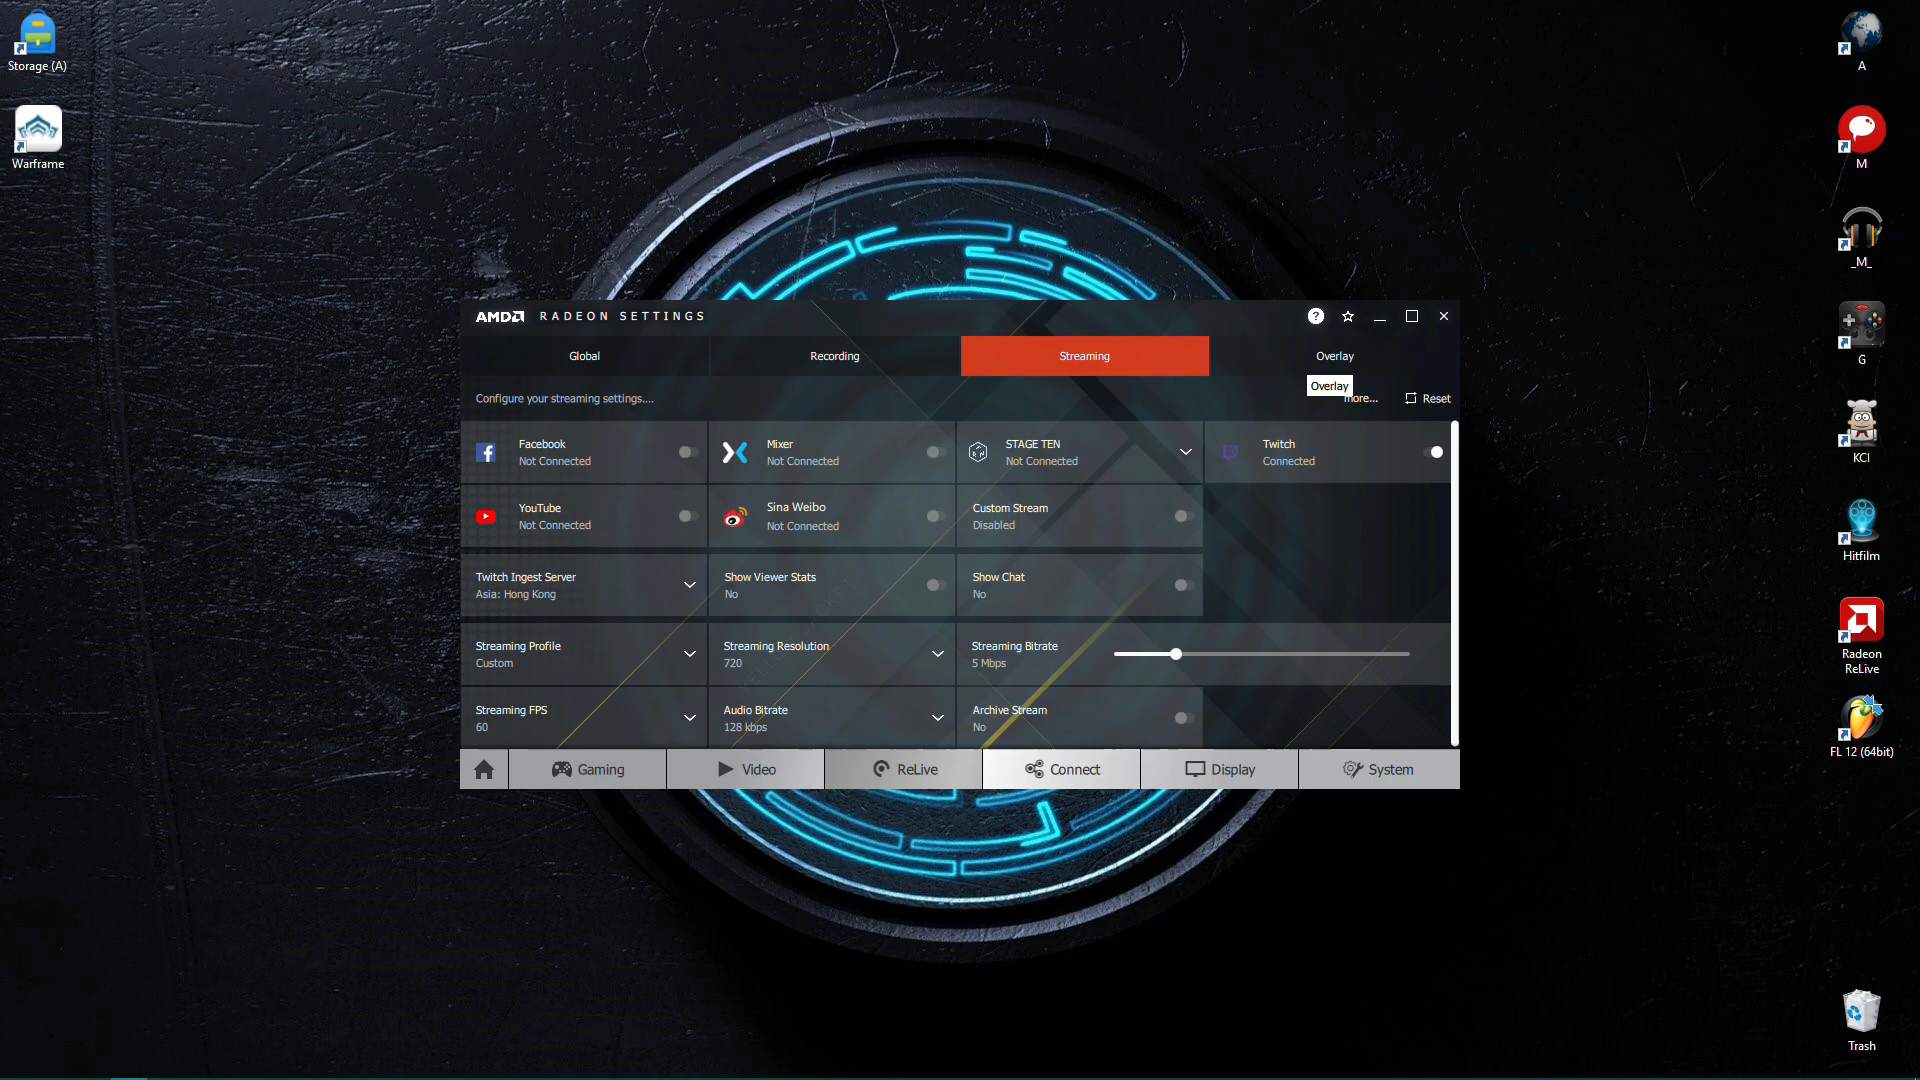 Storage (A)
Warframe
AMD RADEON SETTINGS
Global
Recording
Streaming
Overlay
Configure your streaming settings....
Overlay
more...
Reset
Facebook
Not Connected
Mixer
Not Connected
STAGE TEN
Not Connected
Twitch
Connected
YouTube
Not Connected
Sina Weibo
Not Connected
Custom Stream
Disabled
Twitch Ingest Server
Asia: Hong Kong
Show Viewer Stats
No
Show Chat
No
Streaming Profile
Custom
Streaming Resolution
720
Streaming Bitrate
5 Mbps
Streaming FPS
60
Audio Bitrate
128 kbps
Archive Stream
No
Gaming
Video
ReLive
Connect
Display
System
A
M
_M_
G
KCI
Hitfilm
Radeon
ReLive
FL 12 (64bit)
Trash